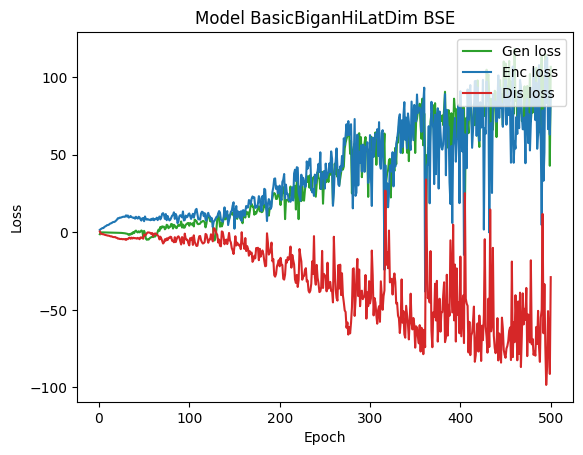 Model BasicBiganHiLatDim BSE
Gen loss
Enc loss
Dis loss
Loss
100
50
0
−50
−100
0 100 200 300 400 500
Epoch